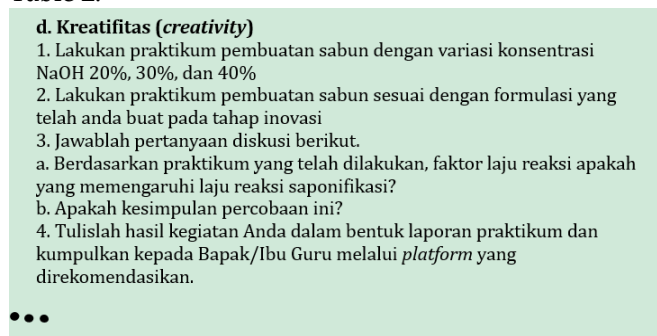 d. Kreatifitas (creativity)
1. Lakukan praktikum pembuatan sabun dengan variasi konsentrasi
NaOH 20%, 30%, dan 40%
2. Lakukan praktikum pembuatan sabun sesuai dengan formulasi yang
telah anda buat pada tahap inovasi
3. Jawablah pertanyaan diskusi berikut.
a. Berdasarkan praktikum yang telah dilakukan, faktor laju reaksi apakah
yang memengaruhi laju reaksi saponifikasi?
b. Apakah kesimpulan percobaan ini?
4. Tulislah hasil kegiatan Anda dalam bentuk laporan praktikum dan
kumpulkan kepada Bapak/Ibu Guru melalui platform yang
direkomendasikan.